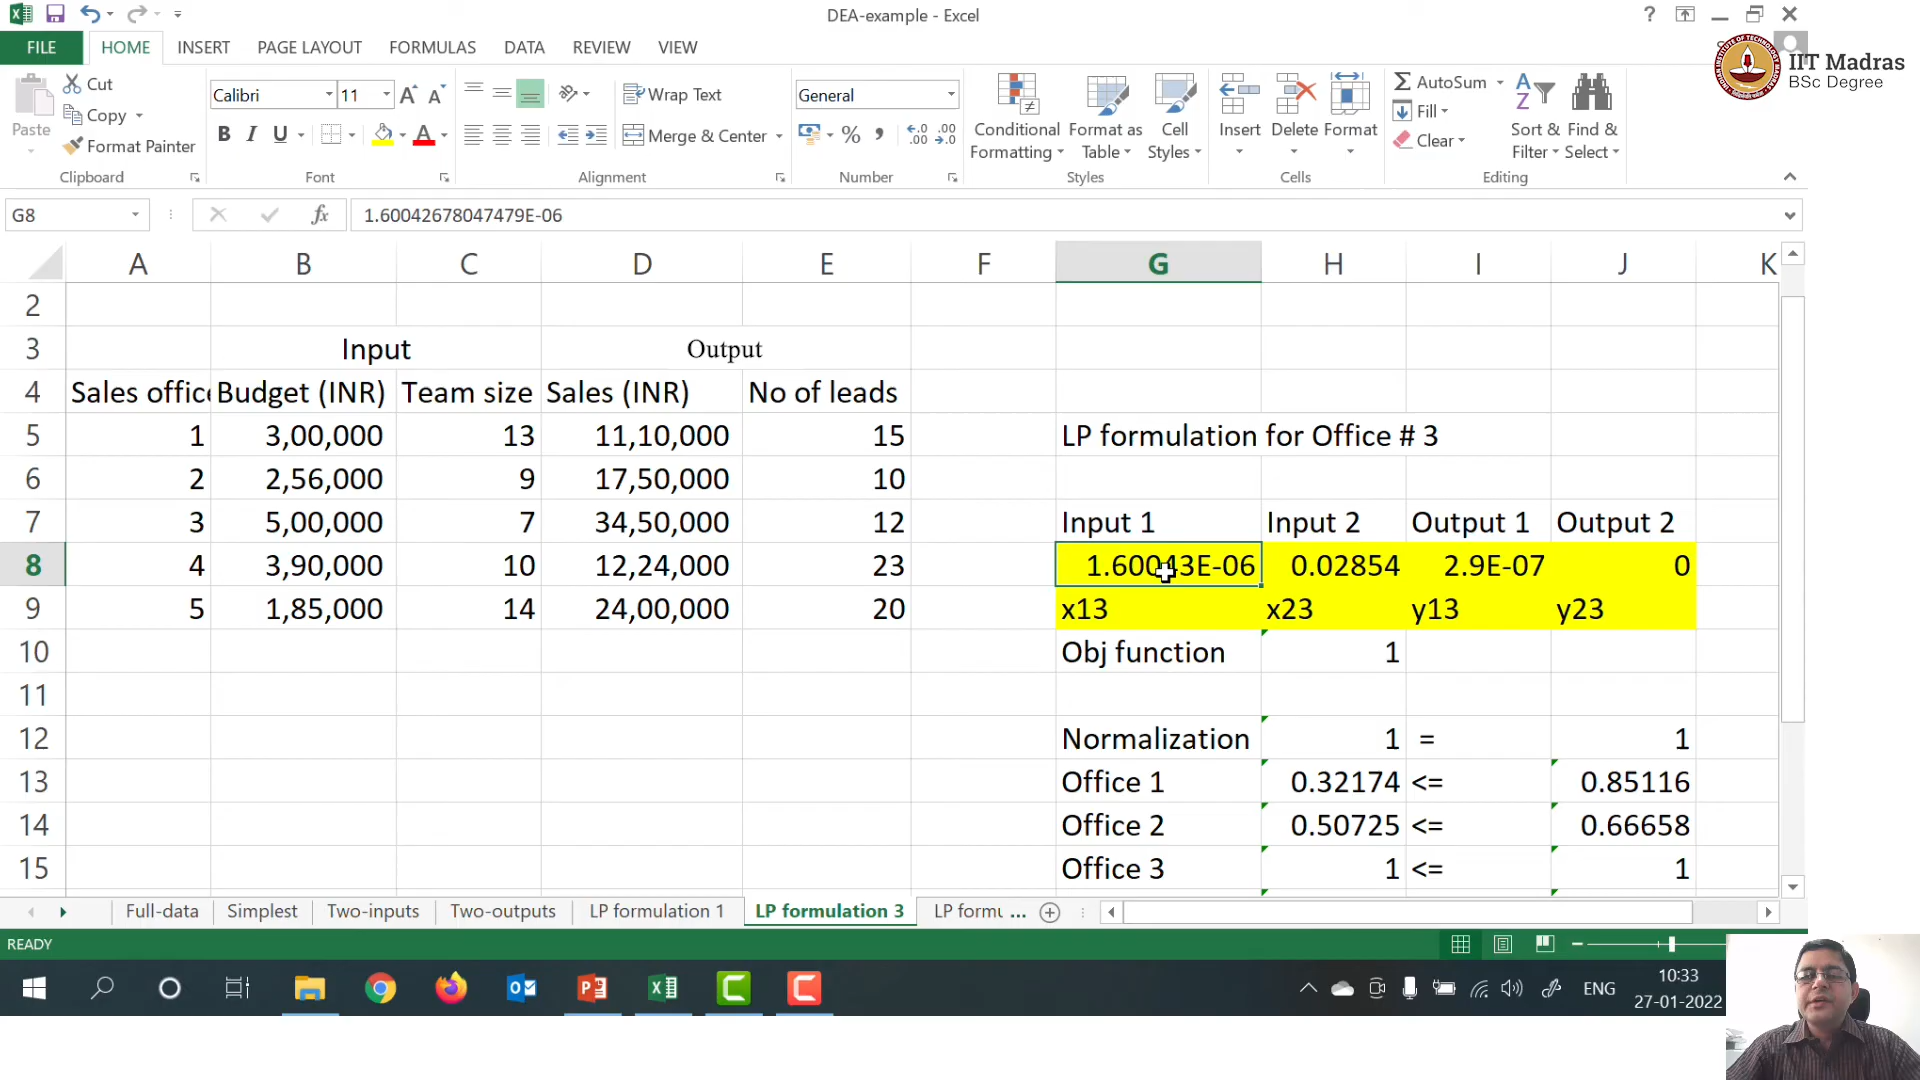 DEA-example - Excel
FILE HOME INSERT PAGE LAYOUT FORMULAS DATA REVIEW VIEW
IIT Madras
BSc Degree
Cut
Copy
Format Painter
Paste
Clipboard
Calibri 11
B I U
Font
Wrap Text
Merge & Center
Alignment
General
%
Number
Conditional Formatting
Format as Table
Cell Styles
Styles
Insert Delete Format
Cells
AutoSum
Fill
Clear
Sort & Filter
Find & Select
Editing
G8 fx 1.60042678047479E-06
A B C D E F G H I J K
2
3 Input Output
4 Sales office Budget (INR) Team size Sales (INR) No of leads
5 1 3,00,000 13 11,10,000 15 LP formulation for Office # 3
6 2 2,56,000 9 17,50,000 10
7 3 5,00,000 7 34,50,000 12 Input 1 Input 2 Output 1 Output 2
8 4 3,90,000 10 12,24,000 23 1.60043E-06 0.02854 2.9E-07 0
9 5 1,85,000 14 24,00,000 20 x13 x23 y13 y23
10 Obj function 1
11
12 Normalization 1 = 1
13 Office 1 0.32174 <= 0.85116
14 Office 2 0.50725 <= 0.66658
15 Office 3 1 <= 1
Full-data Simplest Two-inputs Two-outputs LP formulation 1 LP formulation 3 LP formu ...
READY
ENG
10:33
27-01-2022